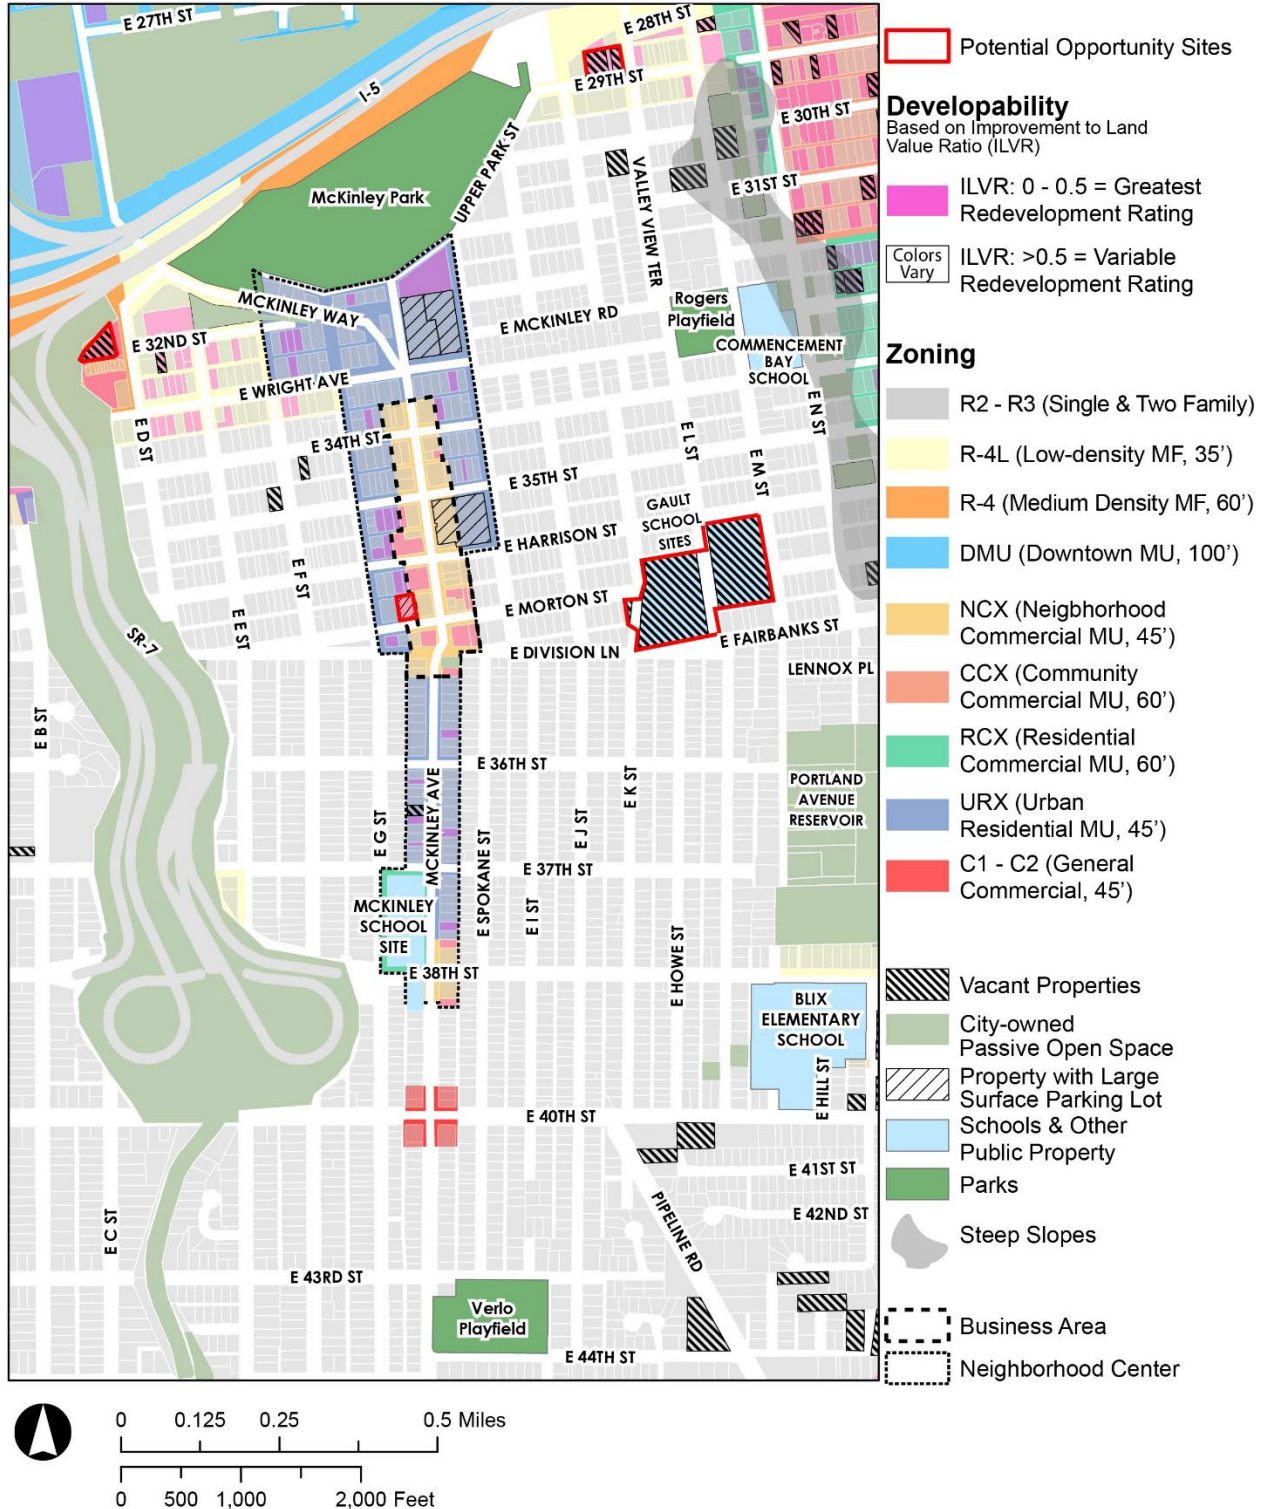 E 27TH ST
E 28TH ST
I-5
E 29TH ST
E 30TH ST
UPPER PARK ST
VALLEY VIEW TER
McKinley Park
E 31ST ST
MCKINLEY WAY
E MCKINLEY RD
Rogers
Playfield
COMMENCEMENT
BAY
SCHOOL
E 32ND ST
E WRIGHT AVE
E D ST
E 34TH ST
E N ST
E L ST
E M ST
E 35TH ST
GAULT
SCHOOL
SITES
E HARRISON ST
E F ST
E E ST
E MORTON ST
E FAIRBANKS ST
E DIVISION LN
LENNOX PL
SR-7
E B ST
E 36TH ST
E K ST
PORTLAND
AVENUE
RESERVOIR
E G ST
MCKINLEY AVE
E SPOKANE ST
E J ST
E 37TH ST
MCKINLEY
SCHOOL
SITE
E I ST
E HOWE ST
E 38TH ST
BLIX
ELEMENTARY
SCHOOL
E HILL ST
E 40TH ST
E 41ST ST
E 42ND ST
PIPELINE RD
E C ST
E 43RD ST
Verlo
Playfield
E 44TH ST
Potential Opportunity Sites
Developability
Based on Improvement to Land
Value Ratio (ILVR)
ILVR: 0 - 0.5 = Greatest
Redevelopment Rating
Colors
Vary
ILVR: >0.5 = Variable
Redevelopment Rating
Zoning
R2 - R3 (Single & Two Family)
R-4L (Low-density MF, 35')
R-4 (Medium Density MF, 60')
DMU (Downtown MU, 100')
NCX (Neigbhorhood
Commercial MU, 45')
CCX (Community
Commercial MU, 60')
RCX (Residential
Commercial MU, 60')
URX (Urban
Residential MU, 45')
C1 - C2 (General
Commercial, 45')
Vacant Properties
City-owned
Passive Open Space
Property with Large
Surface Parking Lot
Schools & Other
Public Property
Parks
Steep Slopes
Business Area
Neighborhood Center
0 0.125 0.25 0.5 Miles
0 500 1,000 2,000 Feet